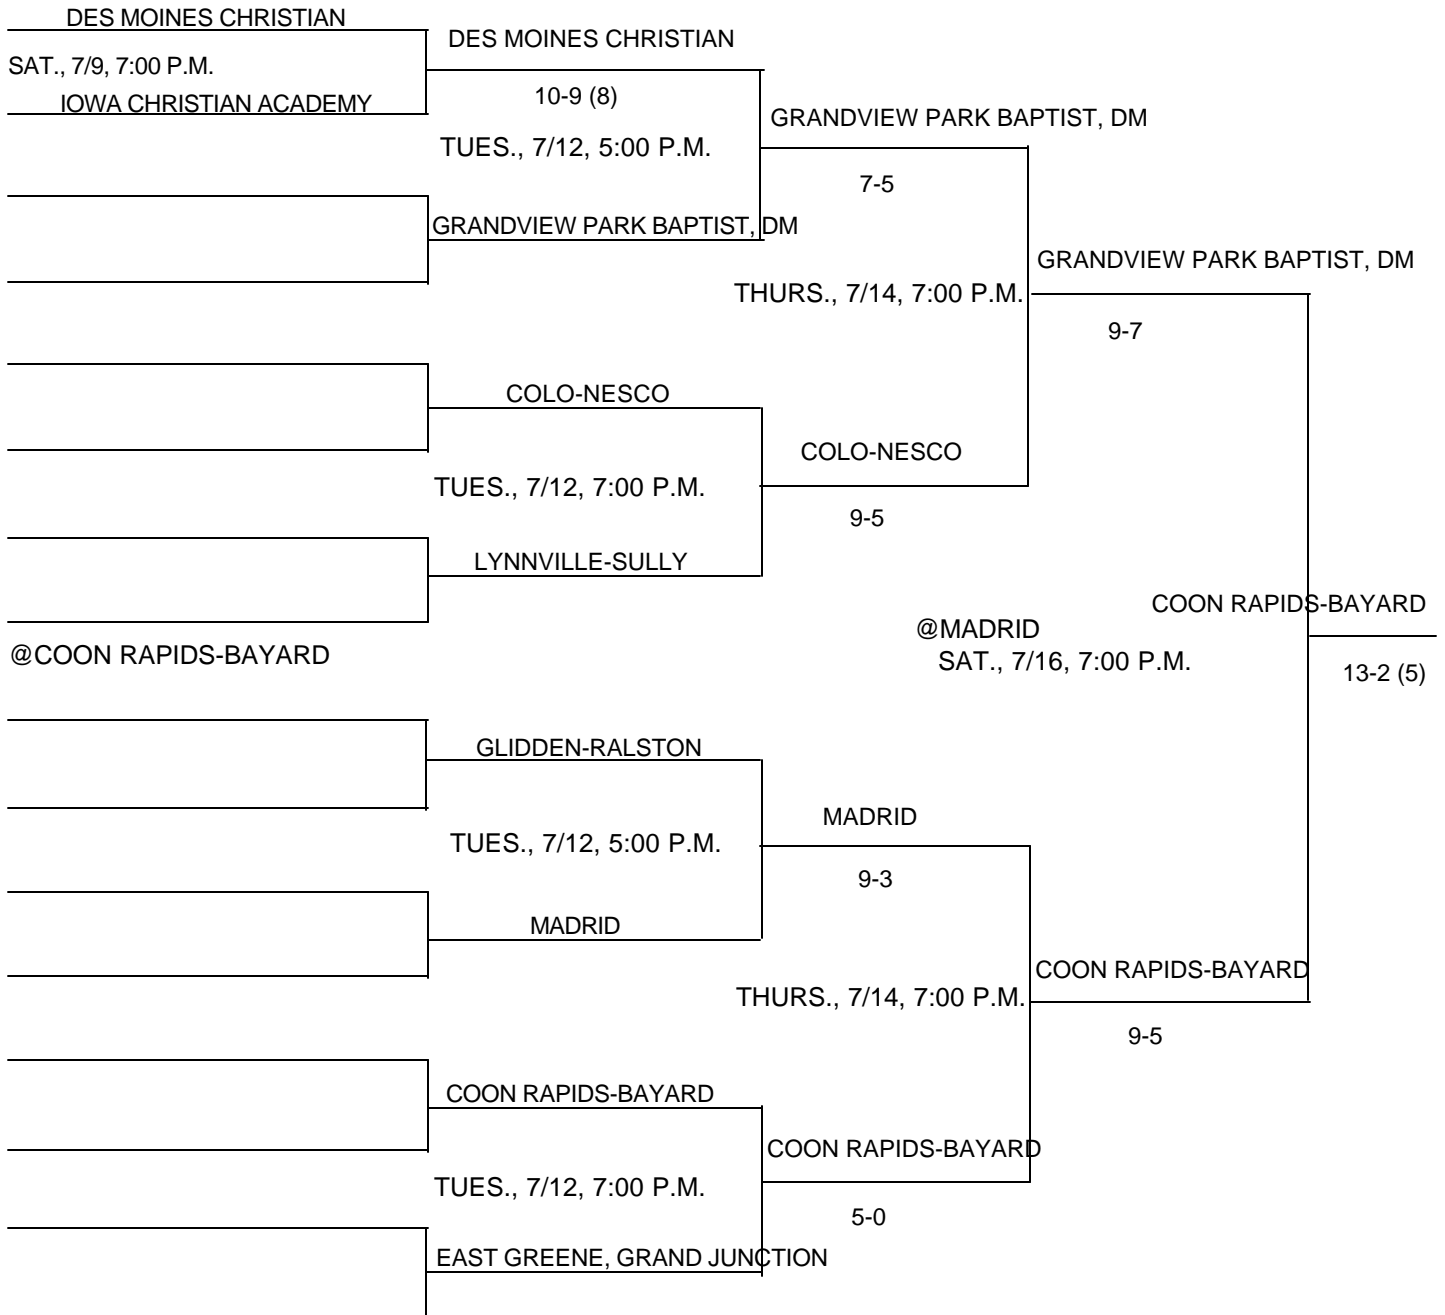 DES MOINES CHRISTIAN
DES MOINES CHRISTIAN
SAT., 7/9, 7:00 P.M.
IOWA CHRISTIAN ACADEMY
10-9 (8)
GRANDVIEW PARK BAPTIST, DM
TUES., 7/12, 5:00 P.M.
7-5
GRANDVIEW PARK BAPTIST, DM
GRANDVIEW PARK BAPTIST, DM
THURS., 7/14, 7:00 P.M.
9-7
COLO-NESCO
COLO-NESCO
TUES., 7/12, 7:00 P.M.
9-5
LYNNVILLE-SULLY
COON RAPIDS-BAYARD
@MADRID
@COON RAPIDS-BAYARD
SAT., 7/16, 7:00 P.M.
13-2 (5)
GLIDDEN-RALSTON
MADRID
TUES., 7/12, 5:00 P.M.
9-3
MADRID
COON RAPIDS-BAYARD
THURS., 7/14, 7:00 P.M.
9-5
COON RAPIDS-BAYARD
COON RAPIDS-BAYARD
TUES., 7/12, 7:00 P.M.
5-0
EAST GREENE, GRAND JUNCTION